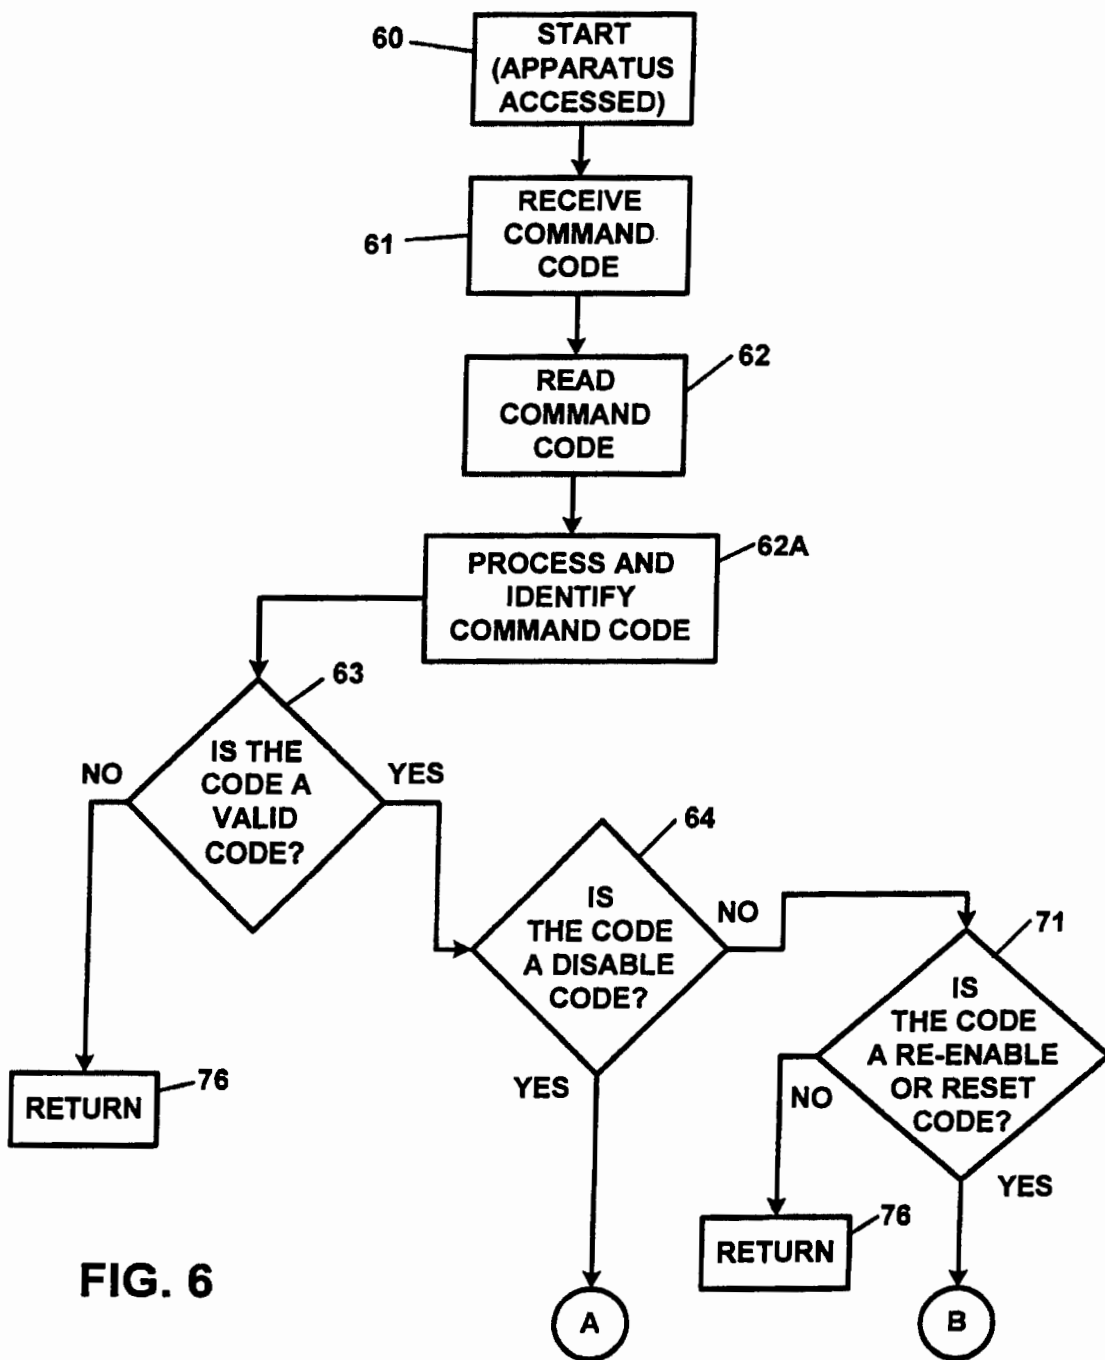 60
START
(APPARATUS
ACCESSED)
61
RECEIVE
COMMAND
CODE
62
READ
COMMAND
CODE
62A
PROCESS AND
IDENTIFY
COMMAND CODE
63
IS THE
CODE A
VALID
CODE?
NO
YES
64
IS
THE CODE
A DISABLE
CODE?
NO
YES
71
IS
THE CODE
A RE-ENABLE
OR RESET
CODE?
NO
YES
76
RETURN
76
RETURN
A
B
FIG. 6